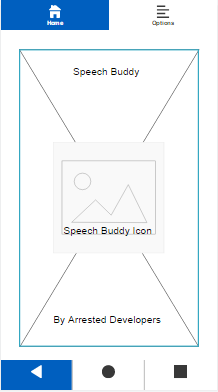 Home
Options
Speech Buddy
Speech Buddy Icon
By Arrested Developers